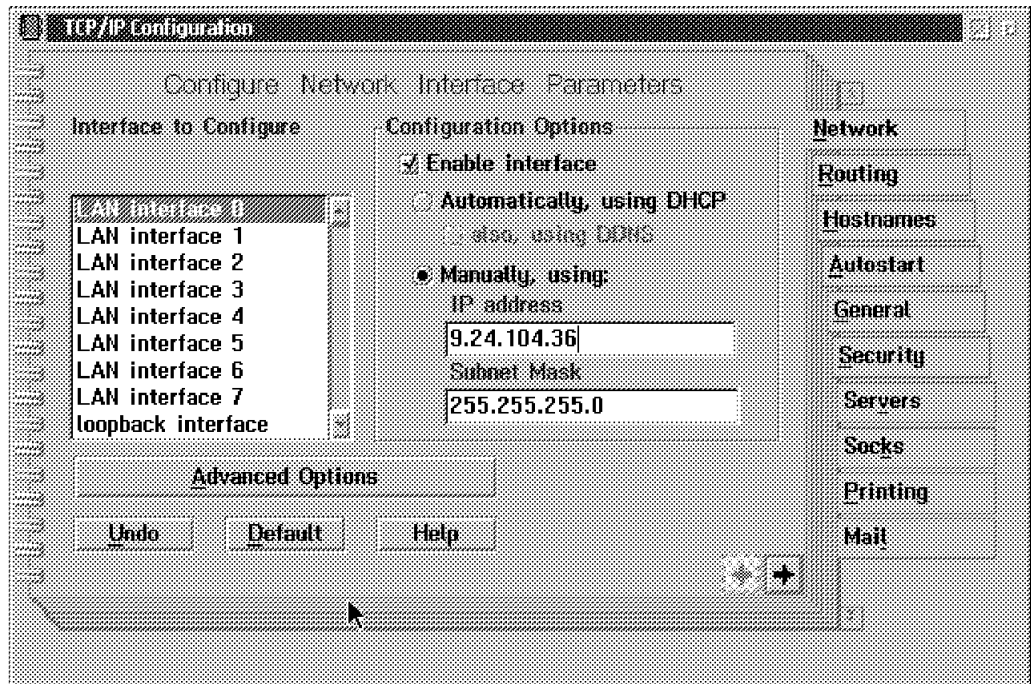 TCP/IP Configuration
Configure Network Interface Parameters
Interface to Configure
LAN interface 0
LAN interface 1
LAN interface 2
LAN interface 3
LAN interface 4
LAN interface 5
LAN interface 6
LAN interface 7
loopback interface
Configuration Options
Enable interface
Automatically, using DHCP
also, using DDNS
Manually, using:
IP address
9.24.104.36
Subnet Mask
255.255.255.0
Advanced Options
Undo Default Help
Network
Routing
Hostnames
Autostart
General
Security
Servers
Socks
Printing
Mail